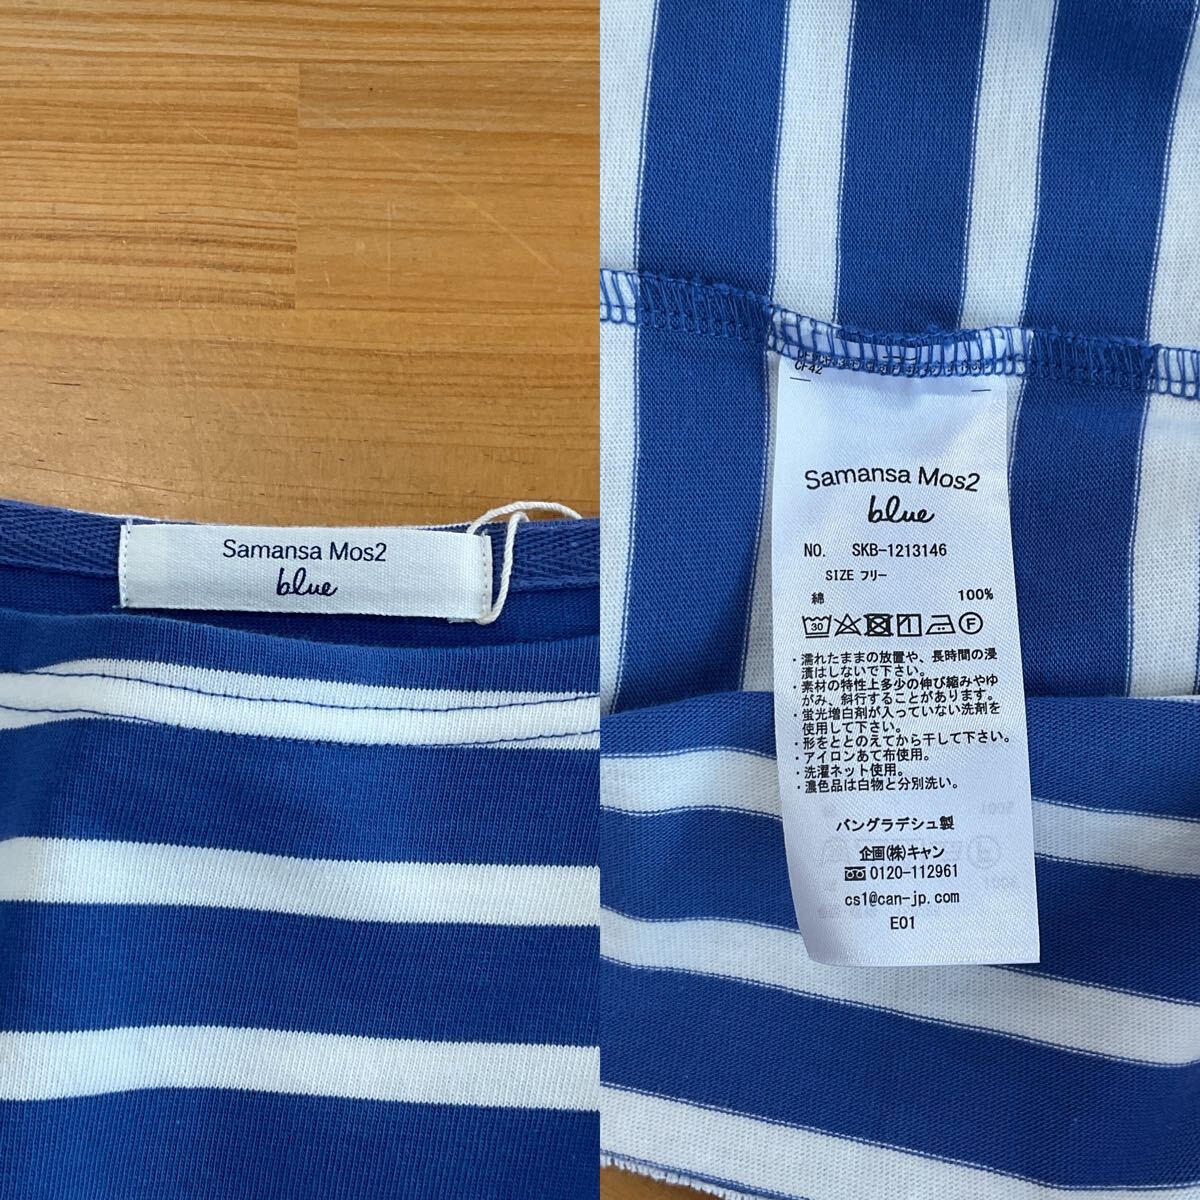 Samansa Mos2
blue
CF42
Samansa Mos2
blue
NO. SKB-1213146
SIZE フリー
綿 100%
30 F
・濡れたままの放置や、長時間の浸
漬はしないで下さい。
・素材の特性上多少の伸び縮みやゆ
がみ、斜行することがあります。
・蛍光増白剤が入っていない洗剤を
使用して下さい。
・形をととのえてから干して下さい。
・アイロンあて布使用。
・洗濯ネット使用。
・濃色品は白物と分別洗い。
バングラデシュ製
企画(株)キャン
0120-112961
cs1@can-jp.com
E01